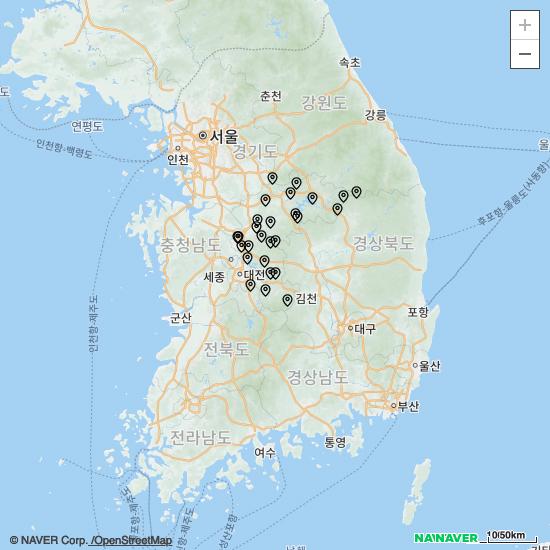 +
−
속초
춘천
강원도
도
연평도
강릉
서울
인천항-백령도
인천
경기도
울
후포항-울릉도(사동항)
충청남도
경상북도
세종
대전
김천
인천항-제주도
군산
포항
대구
전북도
울산
경상남도
부산
전라남도
통영
여수
© NAVER Corp. /OpenStreetMap
NAVER
10/50km